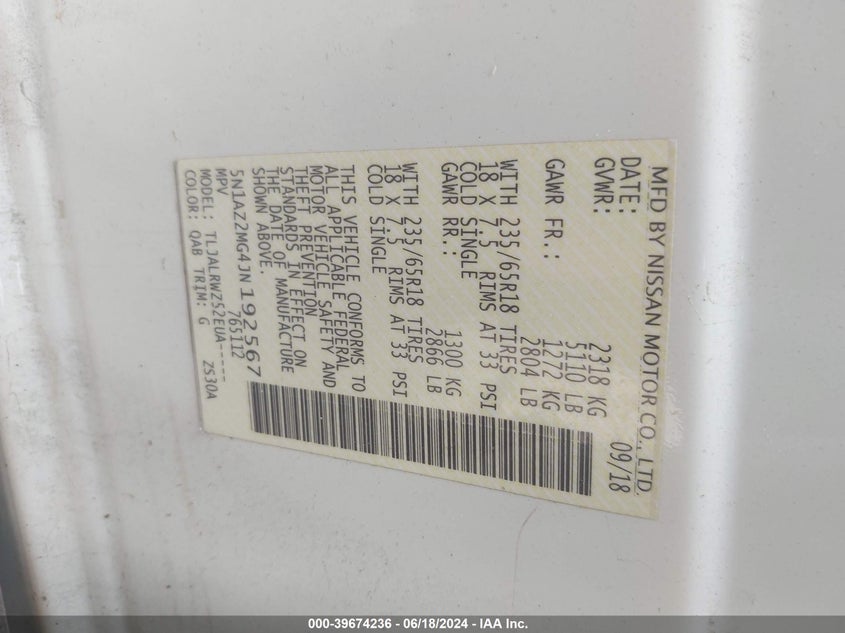 MFD BY NISSAN MOTOR CO., LTD.
DATE: 09/18
GVWR: 2318 KG
5110 LB
GAWR FR.: 1272 KG
2804 LB
WITH 235/65R18 TIRES
18 X 7.5 RIMS AT 33 PSI
COLD SINGLE
GAWR RR.: 1300 KG
2866 LB
WITH 235/65R18 TIRES
18 X 7.5 RIMS AT 33 PSI
COLD SINGLE
THIS VEHICLE CONFORMS TO
ALL APPLICABLE FEDERAL
MOTOR VEHICLE SAFETY AND
THEFT PREVENTION
STANDARDS IN EFFECT ON
THE DATE OF MANUFACTURE
SHOWN ABOVE.
5N1AZ2MG4JN192567
MPV 765112
MODEL: TLJALRWZ52EUA-----
COLOR: QAB TRIM: G ZS30A
000-39674236 - 06/18/2024 - IAA Inc.